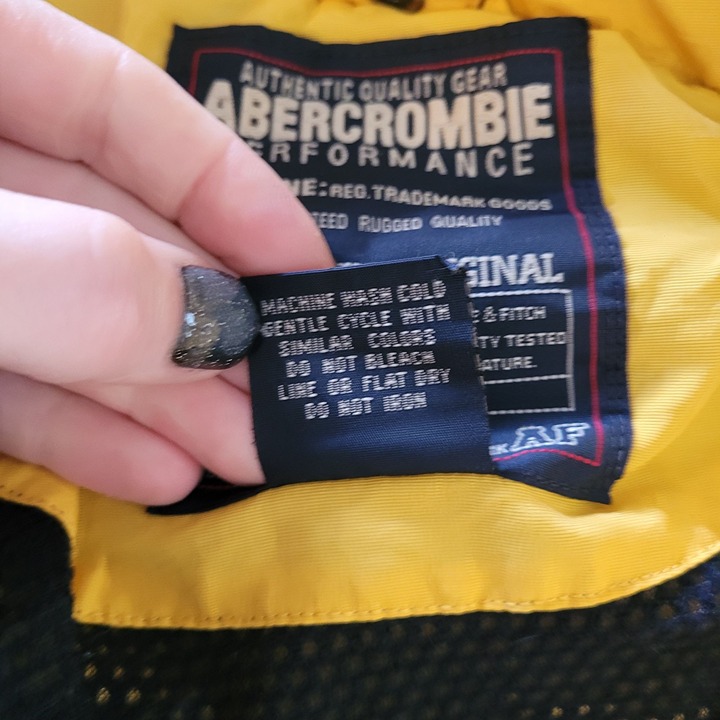 AUTHENTIC QUALITY GEAR
ABERCROMBIE
ERFORMANCE
NE: REG. TRADEMARK GOODS
TEED RUGGED QUALITY
GINAL
E & FITCH
TY TESTED
ATURE.
AF
MACHINE WASH COLD
GENTLE CYCLE WITH
SIMILAR COLORS
DO NOT BLEACH
LINE OR FLAT DRY
DO NOT IRON